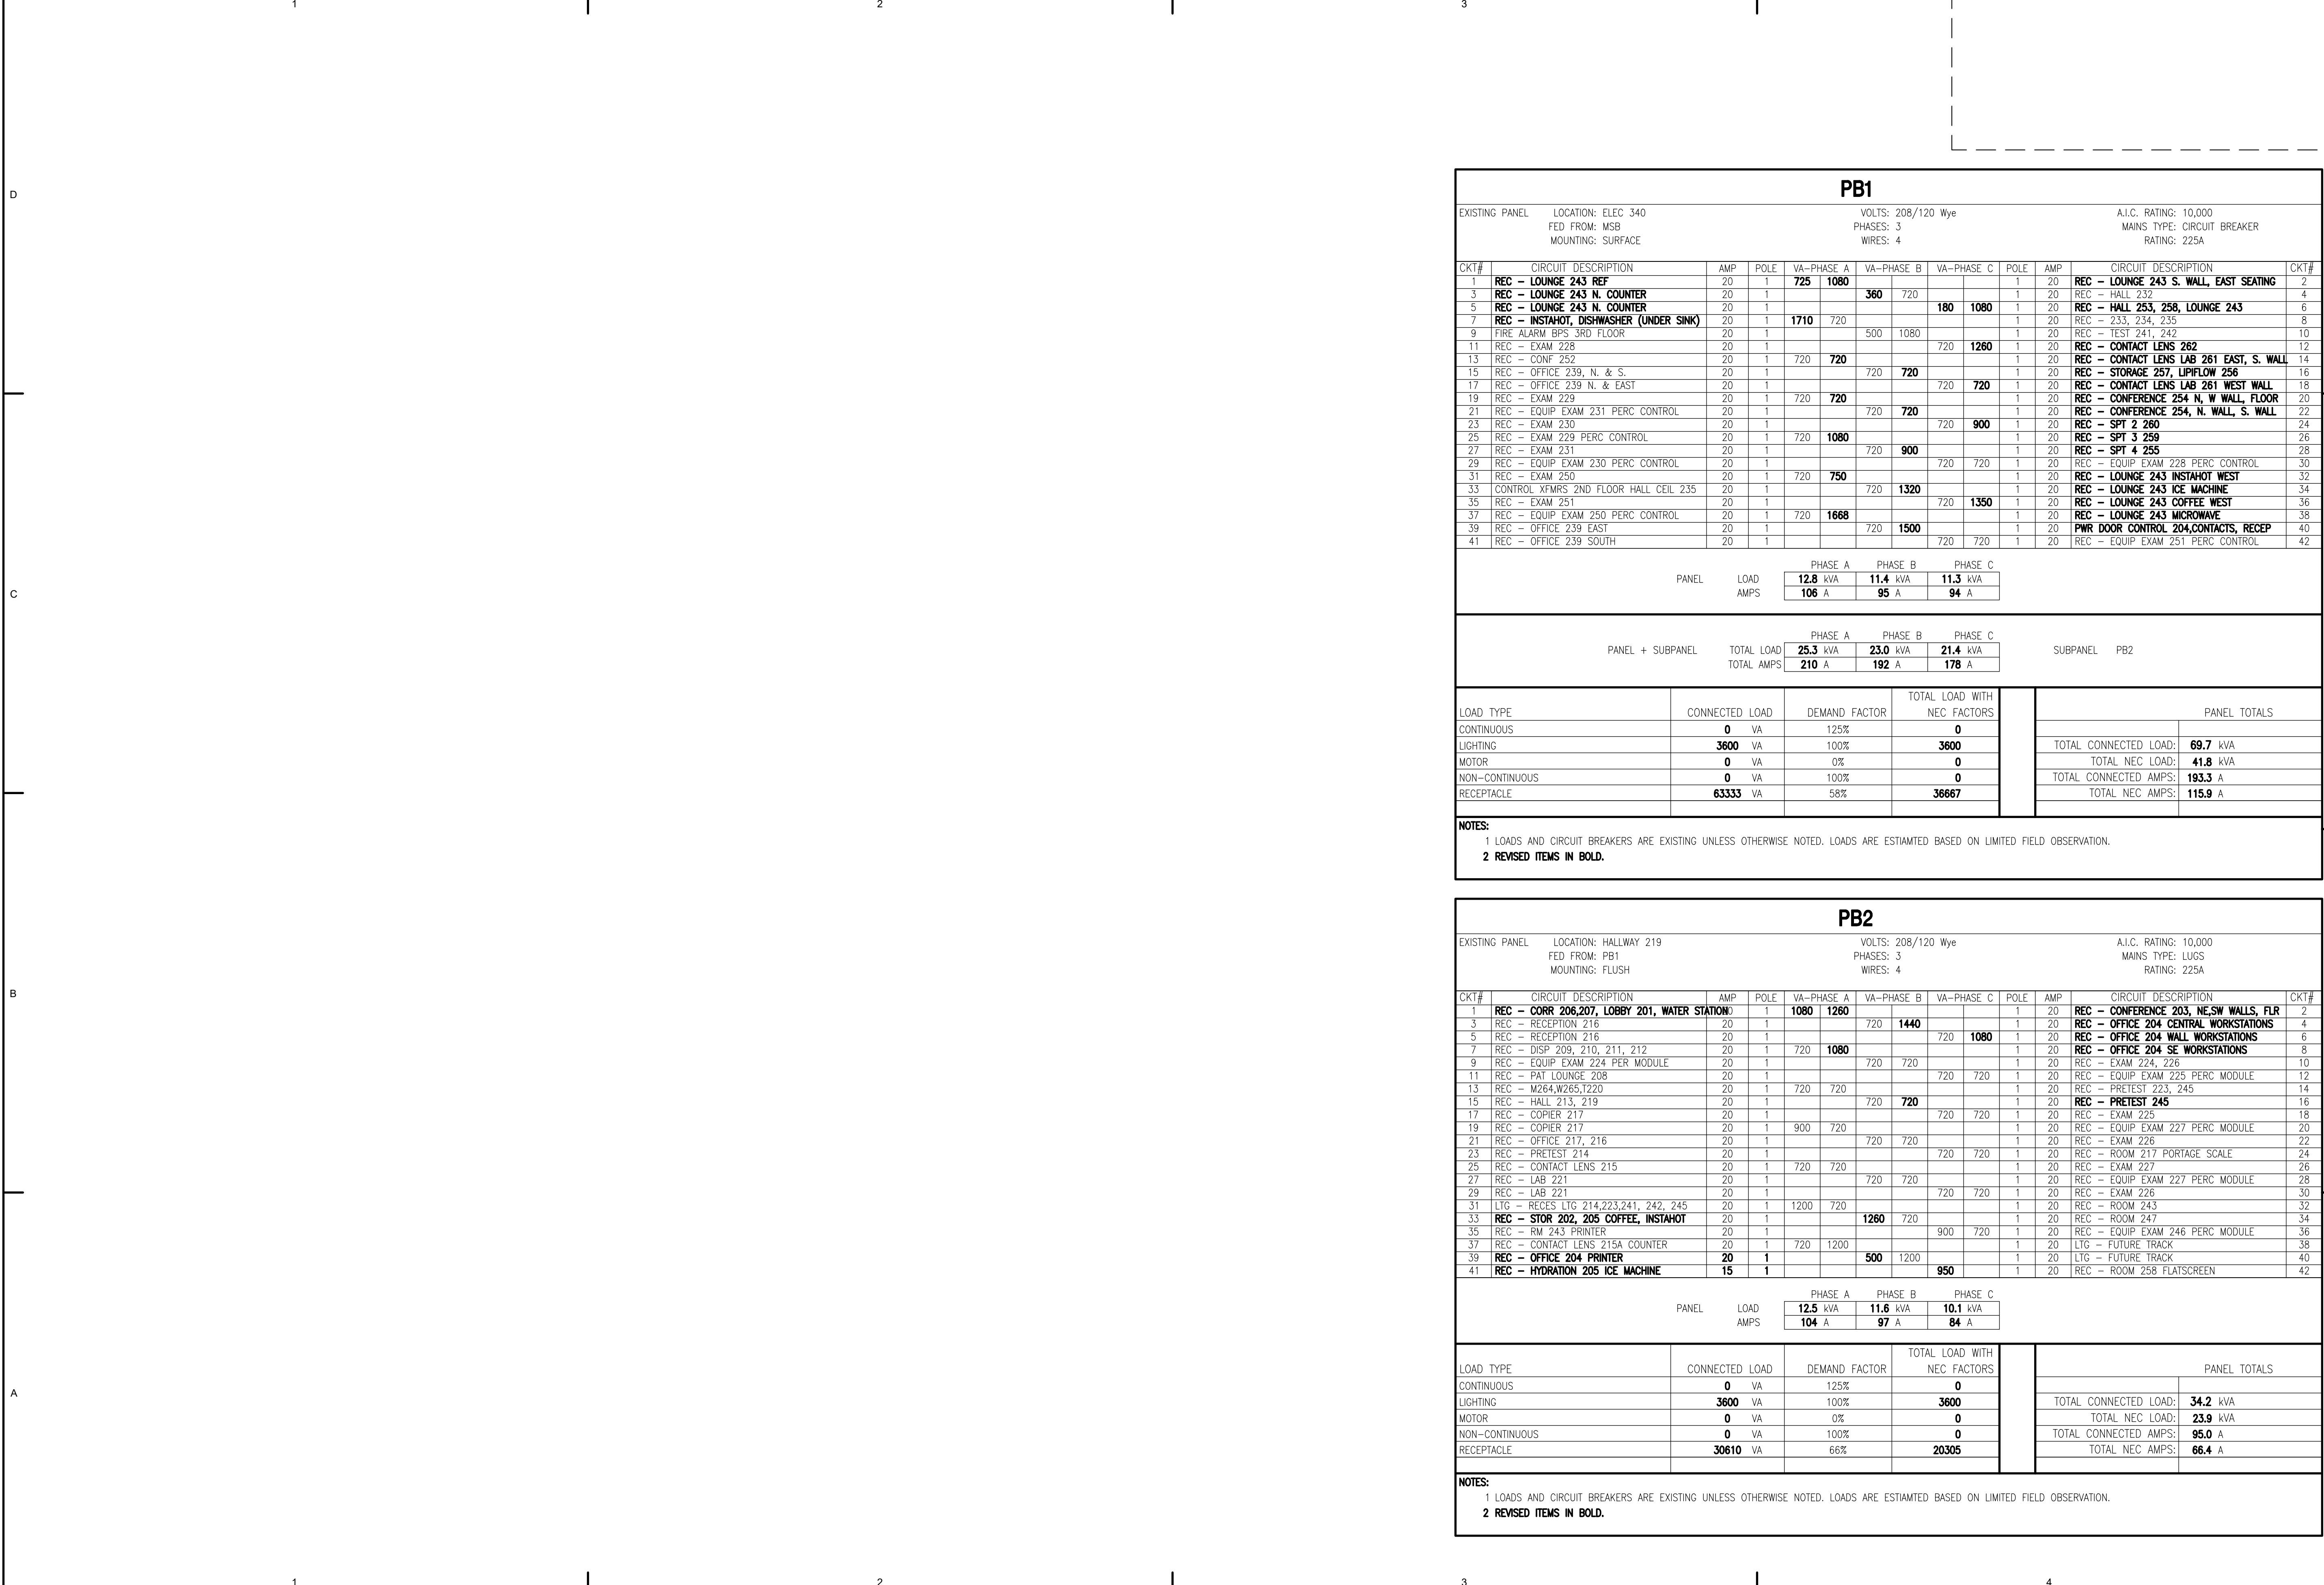 1 2 3
D
PB1
EXISTING PANEL LOCATION: ELEC 340 VOLTS: 208/120 Wye A.I.C. RATING: 10,000
FED FROM: MSB PHASES: 3 MAINS TYPE: CIRCUIT BREAKER
MOUNTING: SURFACE WIRES: 4 RATING: 225A
CKT# CIRCUIT DESCRIPTION AMP POLE VA-PHASE A VA-PHASE B VA-PHASE C POLE AMP CIRCUIT DESCRIPTION CKT#
1 REC - LOUNGE 243 REF 20 1 725 1080 1 20 REC - LOUNGE 243 S. WALL, EAST SEATING 2
3 REC - LOUNGE 243 N. COUNTER 20 1 360 720 1 20 REC - HALL 232 4
5 REC - LOUNGE 243 N. COUNTER 20 1 180 1080 1 20 REC - HALL 253, 258, LOUNGE 243 6
7 REC - INSTAHOT, DISHWASHER (UNDER SINK) 20 1 1710 720 1 20 REC - 233, 234, 235 8
9 FIRE ALARM BPS 3RD FLOOR 20 1 500 1080 1 20 REC - TEST 241, 242 10
11 REC - EXAM 228 20 1 720 1260 1 20 REC - CONTACT LENS 262 12
13 REC - CONF 252 20 1 720 720 1 20 REC - CONTACT LENS LAB 261 EAST, S. WALL 14
15 REC - OFFICE 239, N. & S. 20 1 720 720 1 20 REC - STORAGE 257, LIPIFLOW 256 16
17 REC - OFFICE 239 N. & EAST 20 1 720 720 1 20 REC - CONTACT LENS LAB 261 WEST WALL 18
19 REC - EXAM 229 20 1 720 720 1 20 REC - CONFERENCE 254 N, W WALL, FLOOR 20
21 REC - EQUIP EXAM 231 PERC CONTROL 20 1 720 720 1 20 REC - CONFERENCE 254, N. WALL, S. WALL 22
23 REC - EXAM 230 20 1 720 900 1 20 REC - SPT 2 260 24
25 REC - EXAM 229 PERC CONTROL 20 1 720 1080 1 20 REC - SPT 3 259 26
27 REC - EXAM 231 20 1 720 900 1 20 REC - SPT 4 255 28
29 REC - EQUIP EXAM 230 PERC CONTROL 20 1 720 720 1 20 REC - EQUIP EXAM 228 PERC CONTROL 30
31 REC - EXAM 250 20 1 720 750 1 20 REC - LOUNGE 243 INSTAHOT WEST 32
33 CONTROL XFMRS 2ND FLOOR HALL CEIL 235 20 1 720 1320 1 20 REC - LOUNGE 243 ICE MACHINE 34
35 REC - EXAM 251 20 1 720 1350 1 20 REC - LOUNGE 243 COFFEE WEST 36
37 REC - EQUIP EXAM 250 PERC CONTROL 20 1 720 1668 1 20 REC - LOUNGE 243 MICROWAVE 38
39 REC - OFFICE 239 EAST 20 1 720 1500 1 20 PWR DOOR CONTROL 204,CONTACTS, RECEP 40
41 REC - OFFICE 239 SOUTH 20 1 720 720 1 20 REC - EQUIP EXAM 251 PERC CONTROL 42
PHASE A PHASE B PHASE C
C
PANEL LOAD 12.8 kVA 11.4 kVA 11.3 kVA
AMPS 106 A 95 A 94 A
PHASE A PHASE B PHASE C
PANEL + SUBPANEL TOTAL LOAD 25.3 kVA 23.0 kVA 21.4 kVA SUBPANEL PB2
TOTAL AMPS 210 A 192 A 178 A
TOTAL LOAD WITH
LOAD TYPE CONNECTED LOAD DEMAND FACTOR NEC FACTORS PANEL TOTALS
CONTINUOUS 0 VA 125% 0
LIGHTING 3600 VA 100% 3600 TOTAL CONNECTED LOAD: 69.7 kVA
MOTOR 0 VA 0% 0 TOTAL NEC LOAD: 41.8 kVA
NON-CONTINUOUS 0 VA 100% 0 TOTAL CONNECTED AMPS: 193.3 A
RECEPTACLE 63333 VA 58% 36667 TOTAL NEC AMPS: 115.9 A
NOTES:
1 LOADS AND CIRCUIT BREAKERS ARE EXISTING UNLESS OTHERWISE NOTED. LOADS ARE ESTIAMTED BASED ON LIMITED FIELD OBSERVATION.
2 REVISED ITEMS IN BOLD.
PB2
EXISTING PANEL LOCATION: HALLWAY 219 VOLTS: 208/120 Wye A.I.C. RATING: 10,000
FED FROM: PB1 PHASES: 3 MAINS TYPE: LUGS
MOUNTING: FLUSH WIRES: 4 RATING: 225A
B
CKT# CIRCUIT DESCRIPTION AMP POLE VA-PHASE A VA-PHASE B VA-PHASE C POLE AMP CIRCUIT DESCRIPTION CKT#
1 REC - CORR 206,207, LOBBY 201, WATER STATION 1 1080 1260 1 20 REC - CONFERENCE 203, NE,SW WALLS, FLR 2
3 REC - RECEPTION 216 20 1 720 1440 1 20 REC - OFFICE 204 CENTRAL WORKSTATIONS 4
5 REC - RECEPTION 216 20 1 720 1080 1 20 REC - OFFICE 204 WALL WORKSTATIONS 6
7 REC - DISP 209, 210, 211, 212 20 1 720 1080 1 20 REC - OFFICE 204 SE WORKSTATIONS 8
9 REC - EQUIP EXAM 224 PER MODULE 20 1 720 720 1 20 REC - EXAM 224, 226 10
11 REC - PAT LOUNGE 208 20 1 720 720 1 20 REC - EQUIP EXAM 225 PERC MODULE 12
13 REC - M264,W265,T220 20 1 720 720 1 20 REC - PRETEST 223, 245 14
15 REC - HALL 213, 219 20 1 720 720 1 20 REC - PRETEST 245 16
17 REC - COPIER 217 20 1 720 720 1 20 REC - EXAM 225 18
19 REC - COPIER 217 20 1 900 720 1 20 REC - EQUIP EXAM 227 PERC MODULE 20
21 REC - OFFICE 217, 216 20 1 720 720 1 20 REC - EXAM 226 22
23 REC - PRETEST 214 20 1 720 720 1 20 REC - ROOM 217 PORTAGE SCALE 24
25 REC - CONTACT LENS 215 20 1 720 720 1 20 REC - EXAM 227 26
27 REC - LAB 221 20 1 720 720 1 20 REC - EQUIP EXAM 227 PERC MODULE 28
29 REC - LAB 221 20 1 720 720 1 20 REC - EXAM 226 30
31 LTG - RECES LTG 214,223,241, 242, 245 20 1 1200 720 1 20 REC - ROOM 243 32
33 REC - STOR 202, 205 COFFEE, INSTAHOT 20 1 1260 720 1 20 REC - ROOM 247 34
35 REC - RM 243 PRINTER 20 1 900 720 1 20 REC - EQUIP EXAM 246 PERC MODULE 36
37 REC - CONTACT LENS 215A COUNTER 20 1 720 1200 1 20 LTG - FUTURE TRACK 38
39 REC - OFFICE 204 PRINTER 20 1 500 1200 1 20 LTG - FUTURE TRACK 40
41 REC - HYDRATION 205 ICE MACHINE 15 1 950 1 20 REC - ROOM 258 FLATSCREEN 42
PHASE A PHASE B PHASE C
PANEL LOAD 12.5 kVA 11.6 kVA 10.1 kVA
AMPS 104 A 97 A 84 A
TOTAL LOAD WITH
LOAD TYPE CONNECTED LOAD DEMAND FACTOR NEC FACTORS PANEL TOTALS
CONTINUOUS 0 VA 125% 0
A
LIGHTING 3600 VA 100% 3600 TOTAL CONNECTED LOAD: 34.2 kVA
MOTOR 0 VA 0% 0 TOTAL NEC LOAD: 23.9 kVA
NON-CONTINUOUS 0 VA 100% 0 TOTAL CONNECTED AMPS: 95.0 A
RECEPTACLE 30610 VA 66% 20305 TOTAL NEC AMPS: 66.4 A
NOTES:
1 LOADS AND CIRCUIT BREAKERS ARE EXISTING UNLESS OTHERWISE NOTED. LOADS ARE ESTIAMTED BASED ON LIMITED FIELD OBSERVATION.
2 REVISED ITEMS IN BOLD.
1 2 3 4